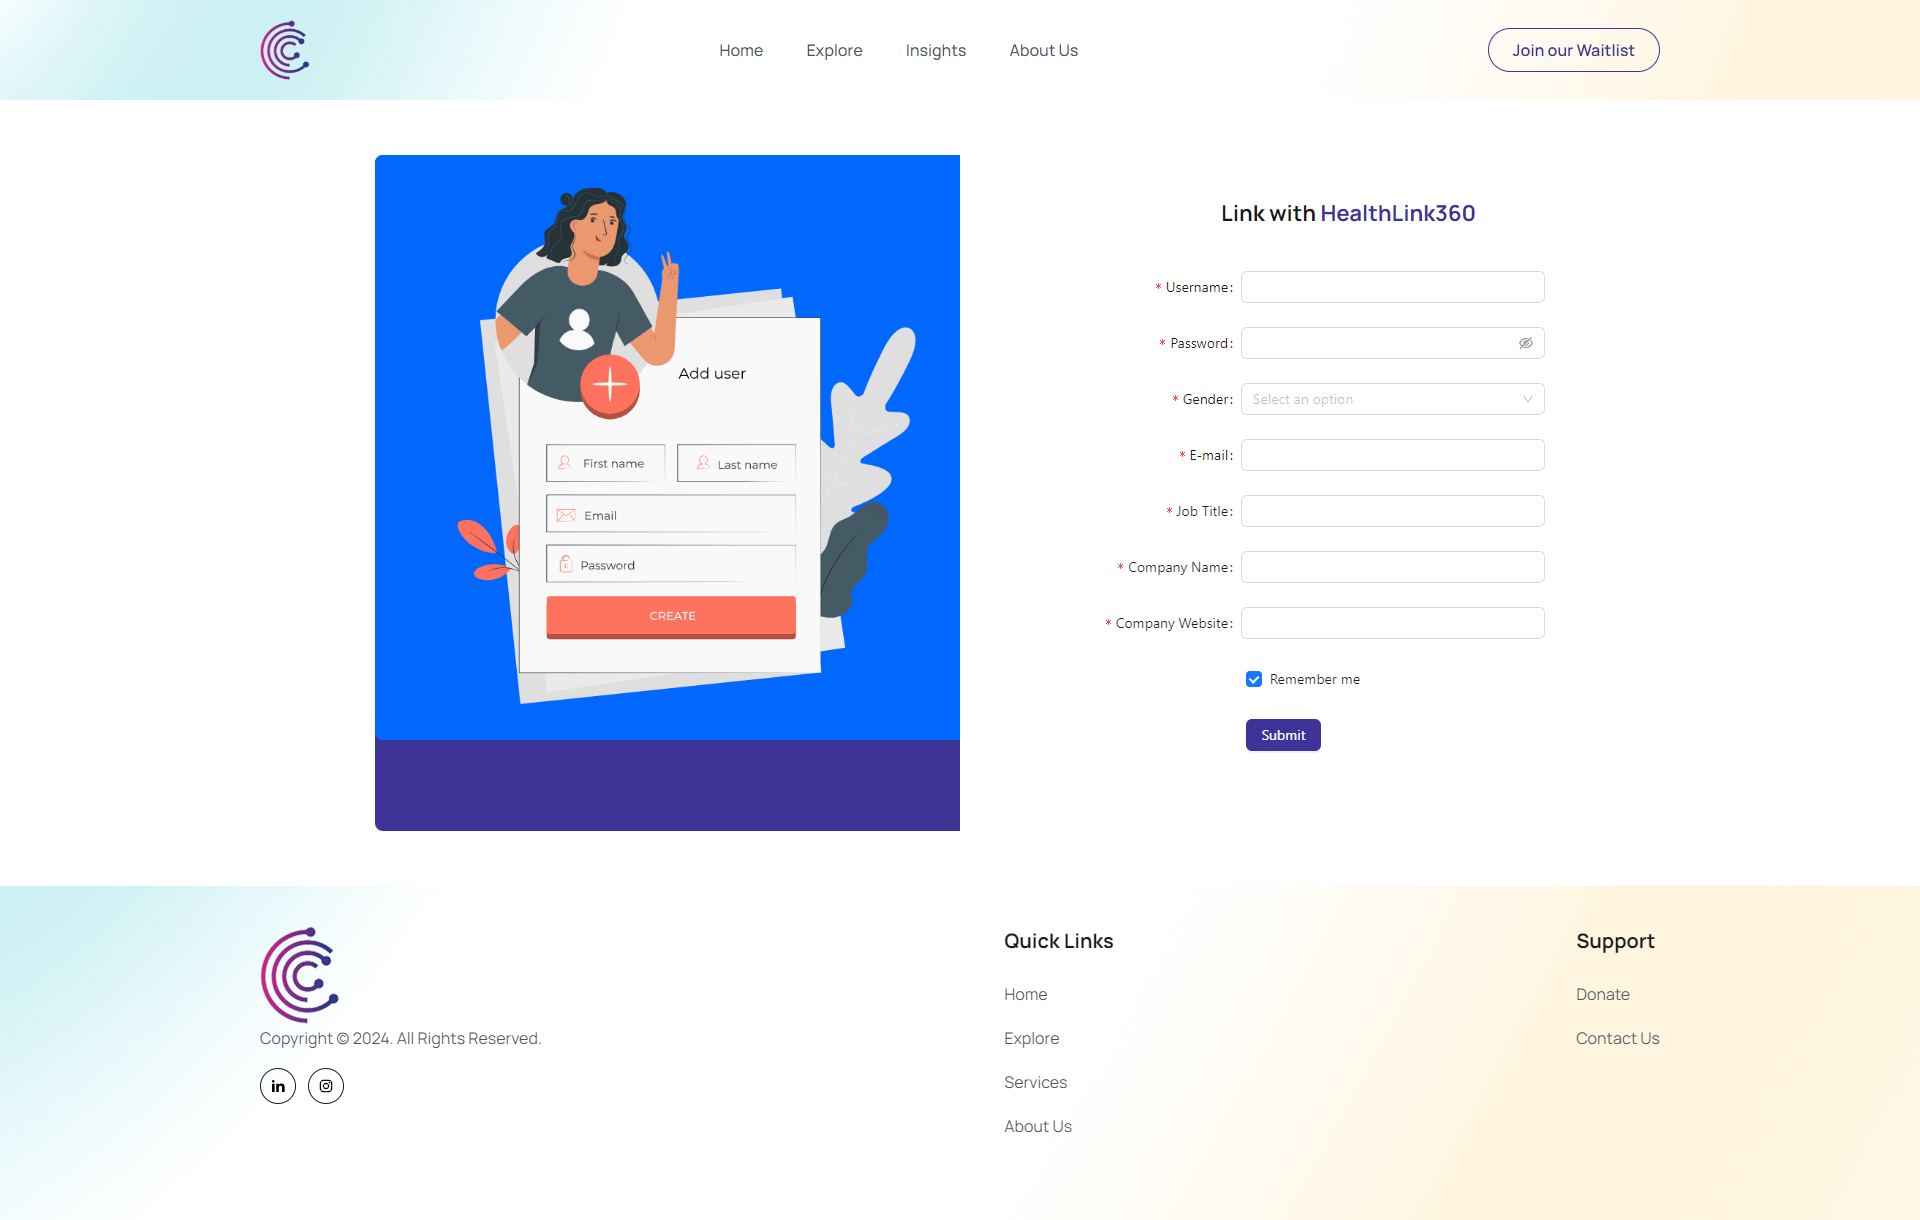 Home Explore Insights About Us Join our Waitlist
Link with HealthLink360
* Username:
* Password:
* Gender: Select an option
* E-mail:
* Job Title:
* Company Name:
* Company Website:
Remember me
Submit
Add user
First name Last name
Email
Password
CREATE
Copyright © 2024. All Rights Reserved.
in
Quick Links
Home
Explore
Services
About Us
Support
Donate
Contact Us